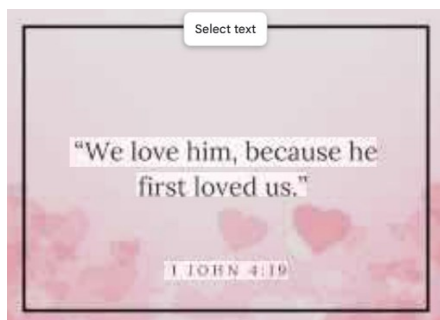 Select text
“We love him, because he
first loved us.”
1 JOHN 4:19